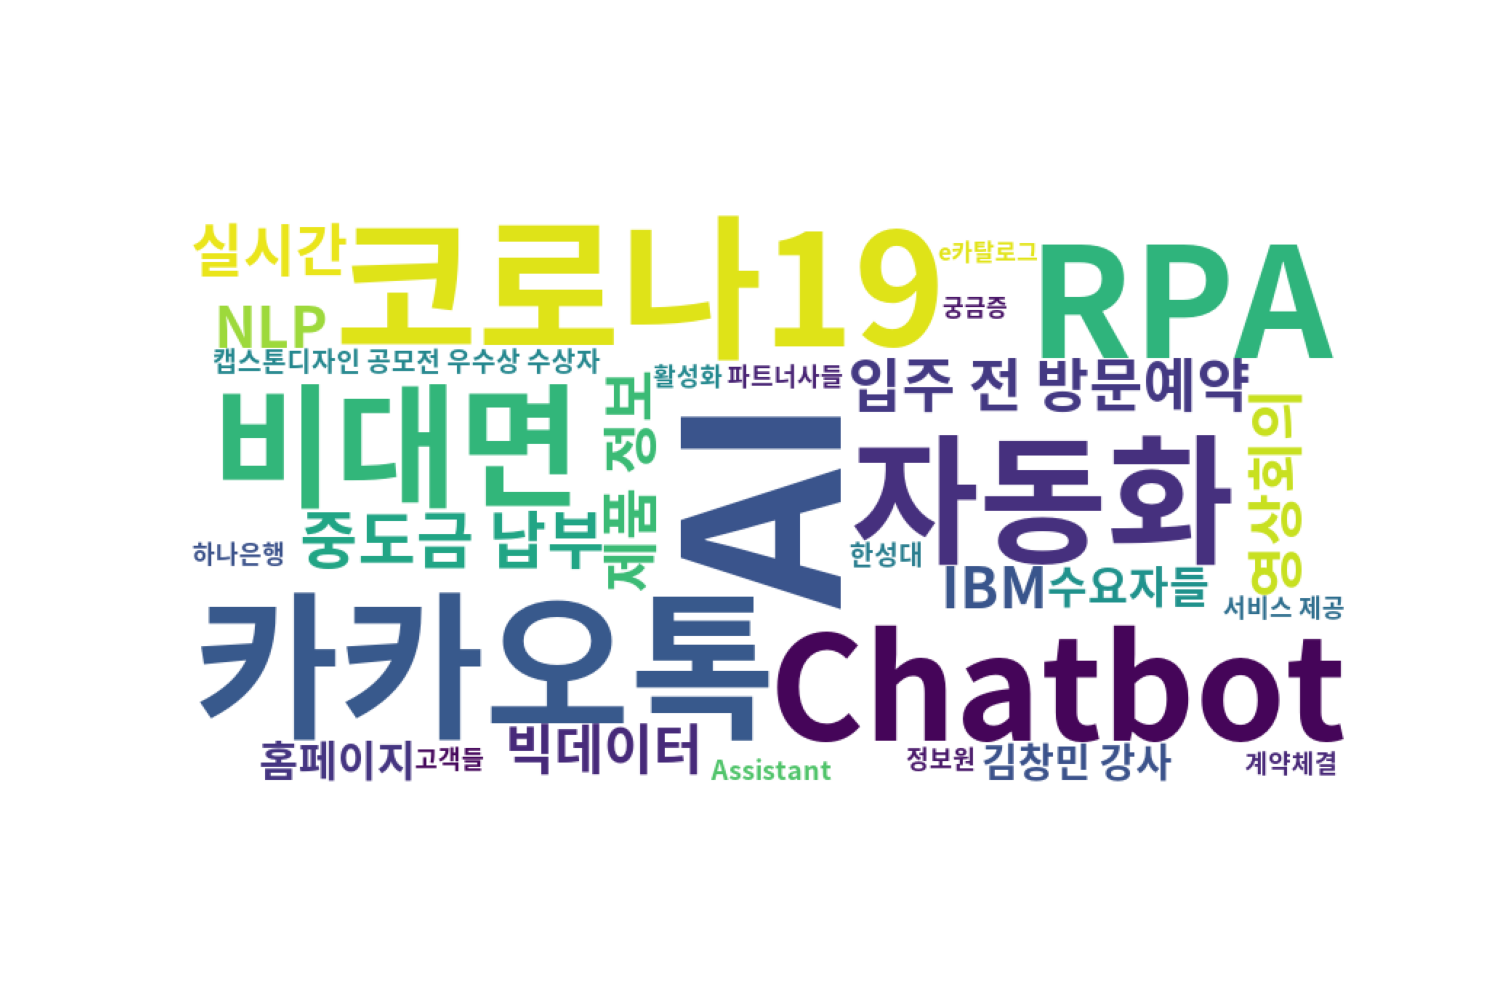 실시간
코로나19
e카탈로그
RPA
NLP
궁금증
캡스톤디자인 공모전 우수상 수상자
활성화
파트너사들
입주 전 방문예약
비대면
제품 정보
AI
자동화
영상회의
중도금 납부
하나은행
한성대
IBM
수요자들
서비스 제공
카카오톡
Chatbot
홈페이지
고객들
빅데이터
Assistant
정보원
김창민 강사
계약체결